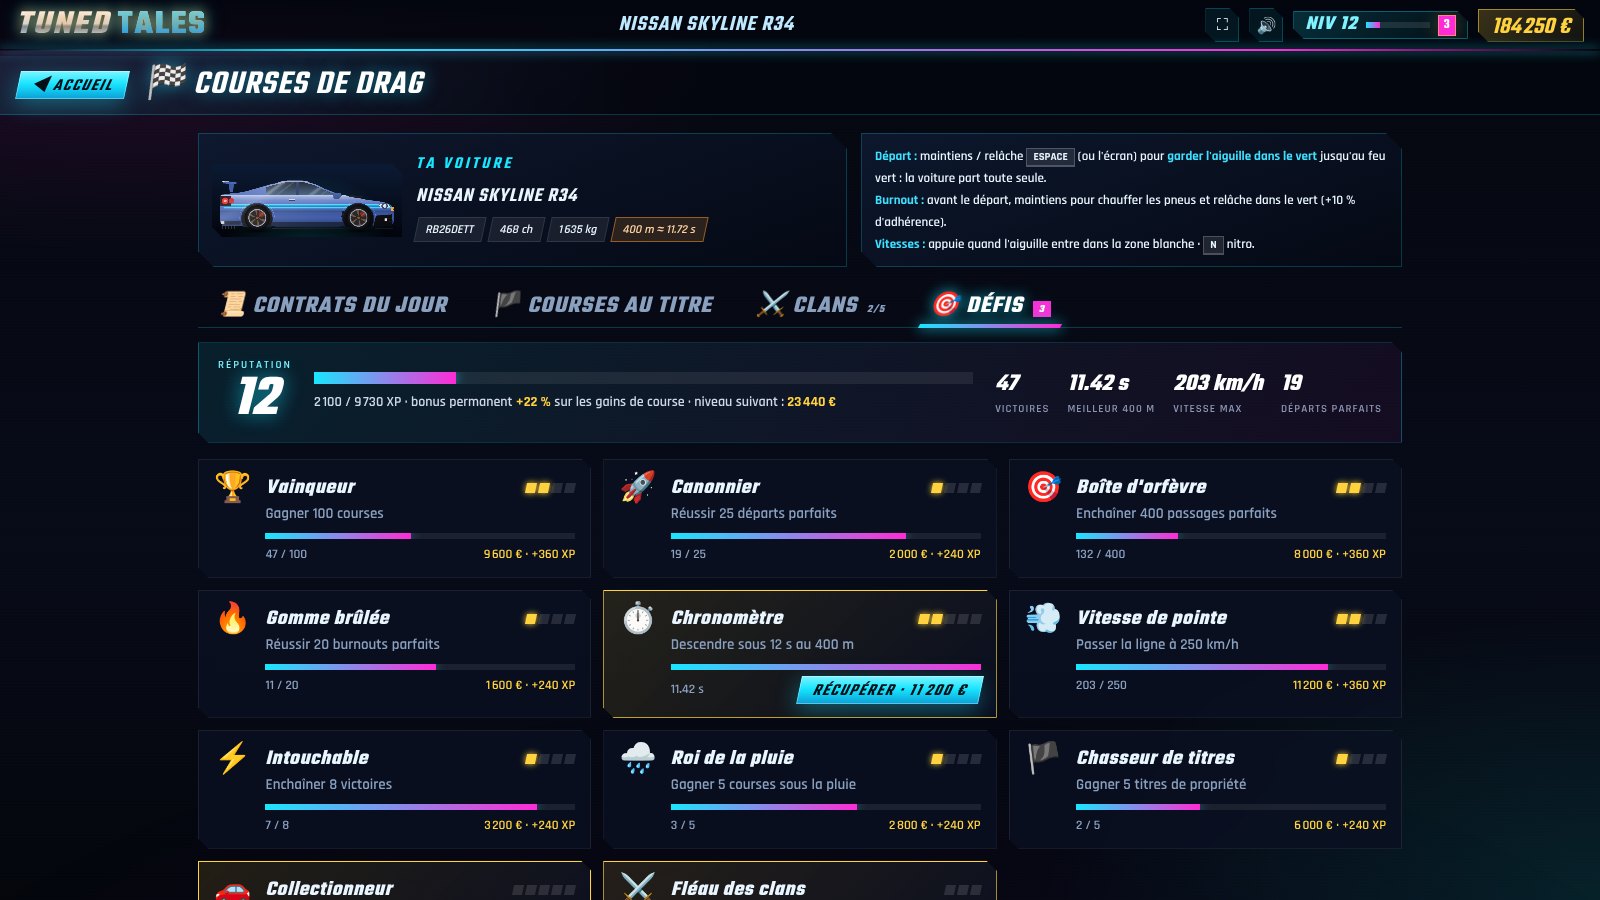 TUNED TALES
NISSAN SKYLINE R34
NIV 12
3
184 250 €
◀ ACCUEIL
COURSES DE DRAG
TA VOITURE
NISSAN SKYLINE R34
RB26DETT
468 ch
1 635 kg
400 m ≈ 11.72 s
Départ : maintiens / relâche ESPACE (ou l'écran) pour garder l'aiguille dans le vert jusqu'au feu
vert : la voiture part toute seule.
Burnout : avant le départ, maintiens pour chauffer les pneus et relâche dans le vert (+10 %
d'adhérence).
Vitesses : appuie quand l'aiguille entre dans la zone blanche · N nitro.
CONTRATS DU JOUR
COURSES AU TITRE
CLANS 2/5
DÉFIS 3
RÉPUTATION
12
2 100 / 9 730 XP · bonus permanent +22 % sur les gains de course · niveau suivant : 23 440 €
47
VICTOIRES
11.42 s
MEILLEUR 400 M
203 km/h
VITESSE MAX
19
DÉPARTS PARFAITS
Vainqueur
Gagner 100 courses
47 / 100
9 600 € · +360 XP
Canonnier
Réussir 25 départs parfaits
19 / 25
2 000 € · +240 XP
Boîte d'orfèvre
Enchaîner 400 passages parfaits
132 / 400
8 000 € · +360 XP
Gomme brûlée
Réussir 20 burnouts parfaits
11 / 20
1 600 € · +240 XP
Chronomètre
Descendre sous 12 s au 400 m
11.42 s
RÉCUPÉRER · 11 200 €
Vitesse de pointe
Passer la ligne à 250 km/h
203 / 250
11 200 € · +360 XP
Intouchable
Enchaîner 8 victoires
7 / 8
3 200 € · +240 XP
Roi de la pluie
Gagner 5 courses sous la pluie
3 / 5
2 800 € · +240 XP
Chasseur de titres
Gagner 5 titres de propriété
2 / 5
6 000 € · +240 XP
Collectionneur
Fléau des clans